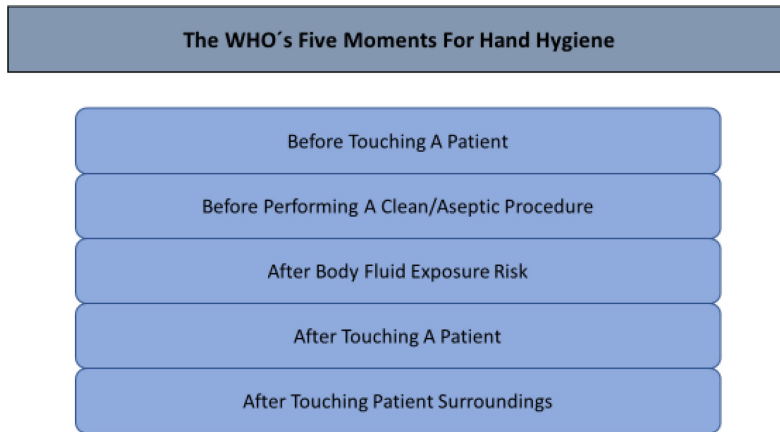 The WHO´s Five Moments For Hand Hygiene
Before Touching A Patient
Before Performing A Clean/Aseptic Procedure
After Body Fluid Exposure Risk
After Touching A Patient
After Touching Patient Surroundings